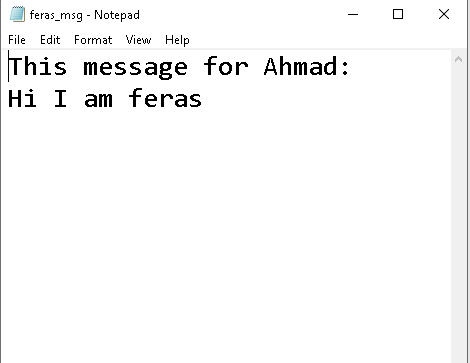 feras_msg - Notepad
File Edit Format View Help
This message for Ahmad:
Hi I am feras